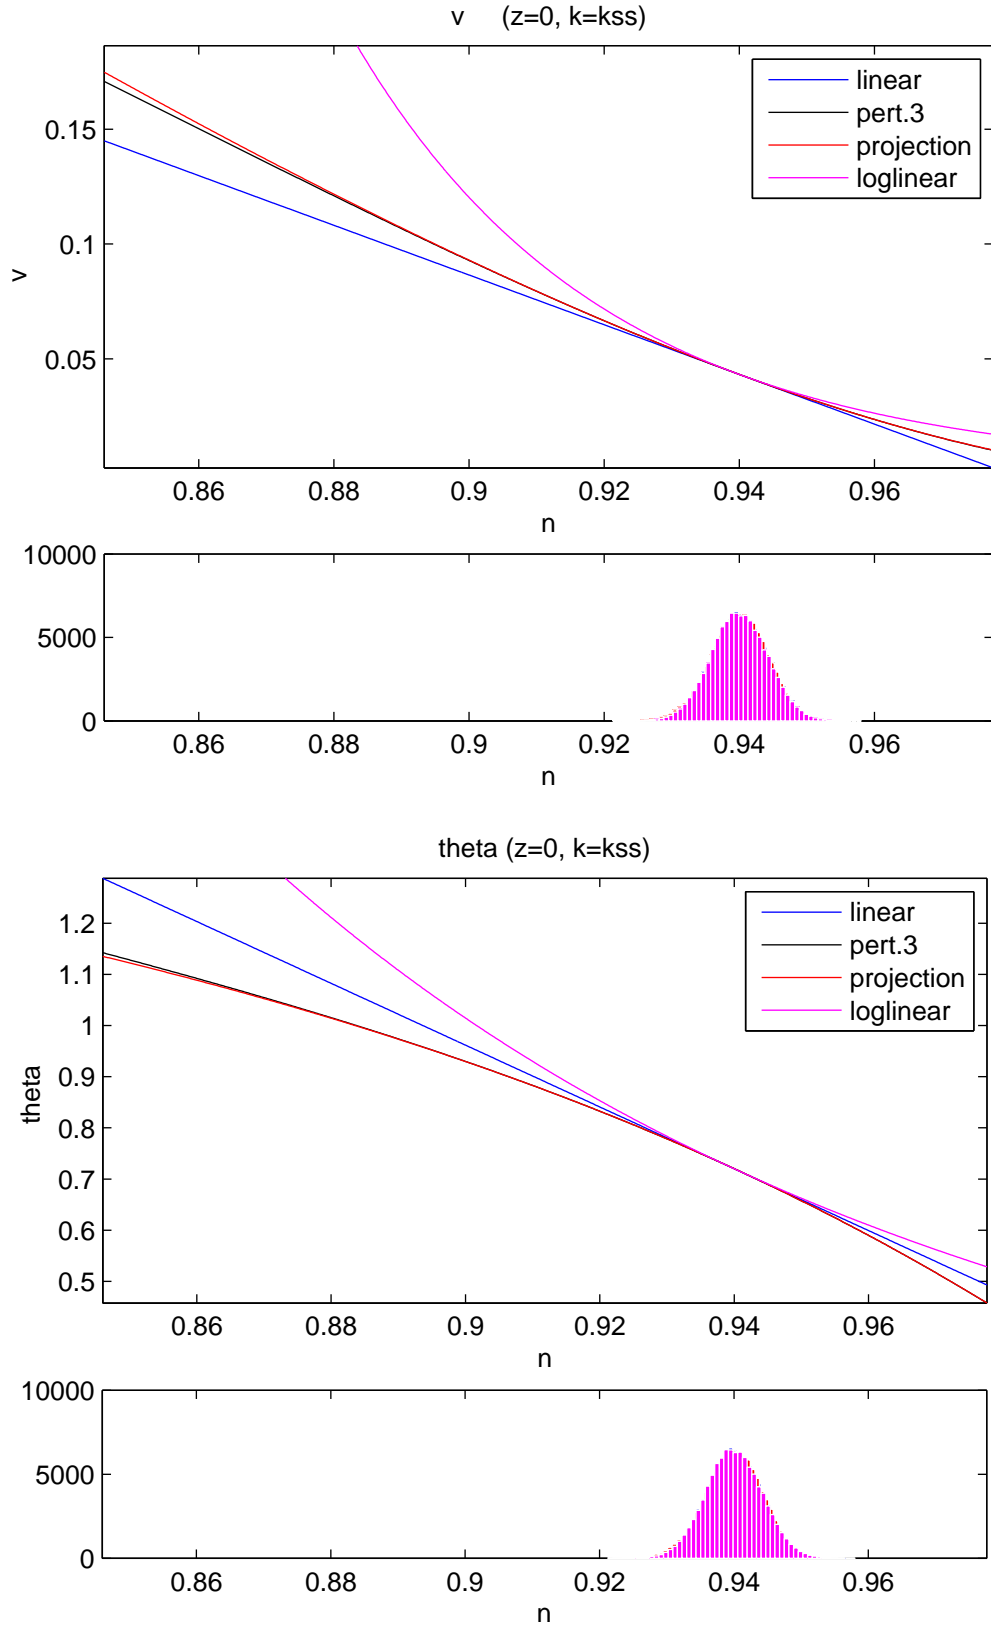 v (z=0, k=kss)
linear
pert.3
projection
loglinear
0.15
0.1
0.05
v
0.86 0.88 0.9 0.92 0.94 0.96
n
10000
5000
0
0.86 0.88 0.9 0.92 0.94 0.96
n
theta (z=0, k=kss)
linear
pert.3
projection
loglinear
1.2
1.1
1
0.9
0.8
0.7
0.6
0.5
theta
0.86 0.88 0.9 0.92 0.94 0.96
n
10000
5000
0
0.86 0.88 0.9 0.92 0.94 0.96
n